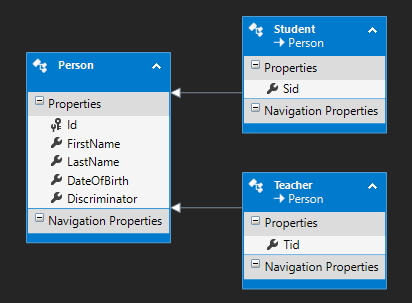 Person
Properties
Id
FirstName
LastName
DateOfBirth
Discriminator
Navigation Properties
Student
Person
Properties
Sid
Navigation Properties
Teacher
Person
Properties
Tid
Navigation Properties